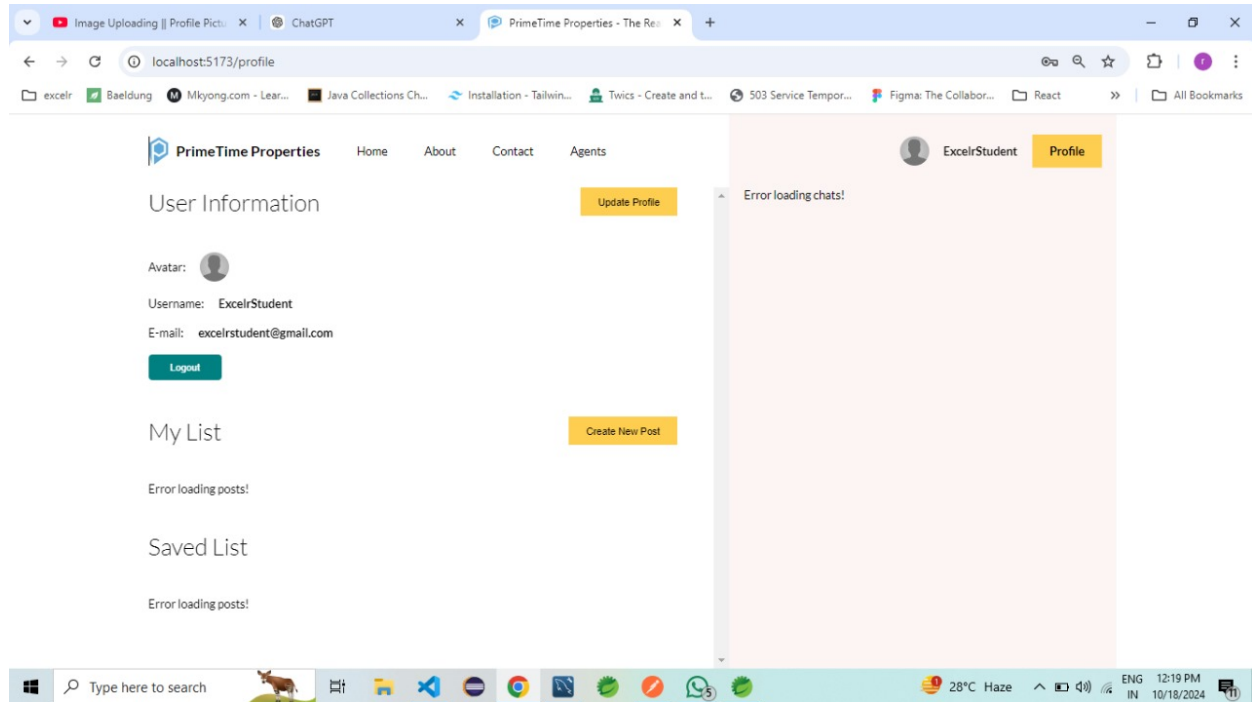 Image Uploading || Profile Pictu
ChatGPT
PrimeTime Properties - The Rea
localhost:5173/profile
excelr
Baeldung
Mkyong.com - Lear...
Java Collections Ch...
Installation - Tailwin...
Twics - Create and t...
503 Service Tempor...
Figma: The Collabor...
React
All Bookmarks
PrimeTime Properties
Home
About
Contact
Agents
ExcelrStudent
Profile
User Information
Update Profile
Error loading chats!
Avatar:
Username: ExcelrStudent
E-mail: excelrstudent@gmail.com
Logout
My List
Create New Post
Error loading posts!
Saved List
Error loading posts!
Type here to search
5
28°C Haze
ENG
IN
12:19 PM
10/18/2024